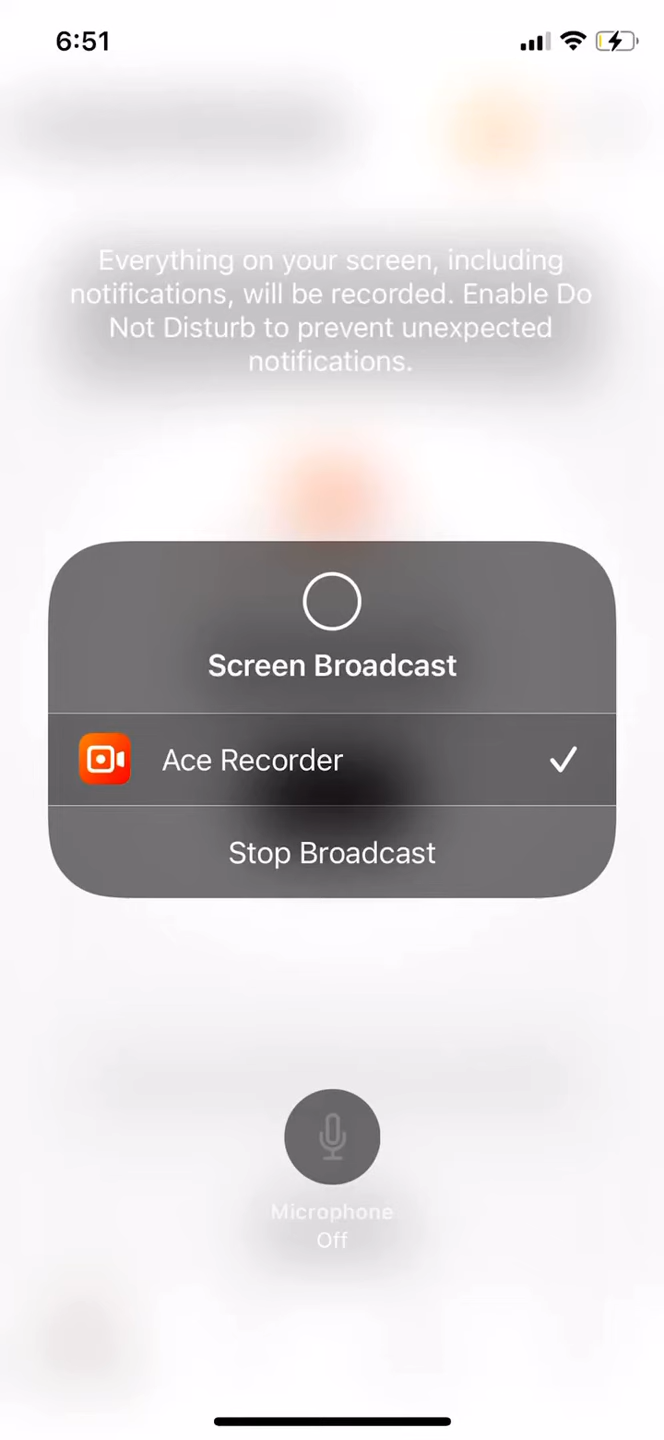 6:51
Everything on your screen, including
notifications, will be recorded. Enable Do
Not Disturb to prevent unexpected
notifications.
Screen Broadcast
Ace Recorder
Stop Broadcast
Microphone
Off